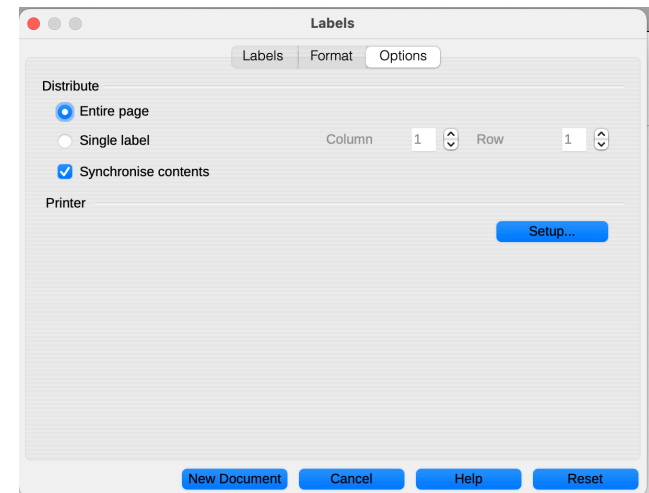 Labels
Labels Format Options
Distribute
Entire page
Single label Column 1 Row 1
Synchronise contents
Printer
Setup...
New Document Cancel Help Reset